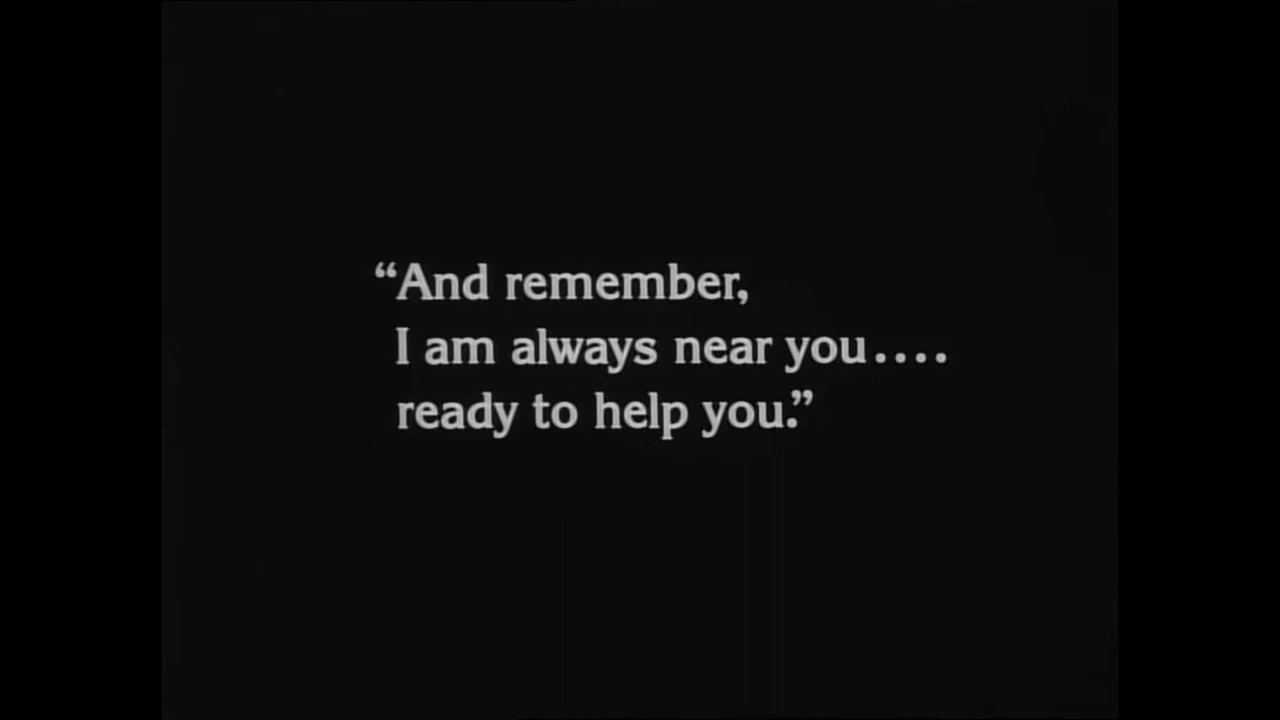 “And remember,
I am always near you....
ready to help you.”